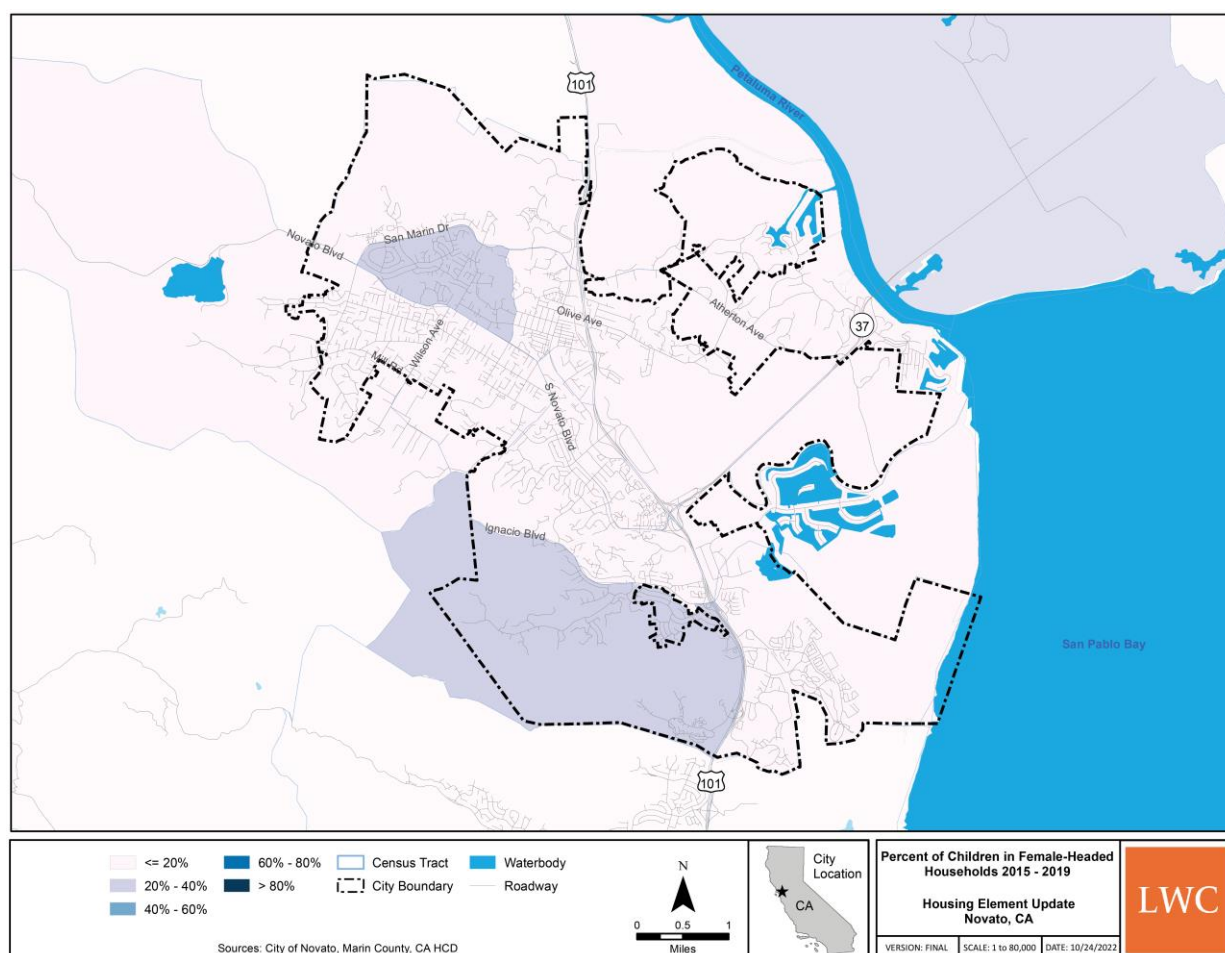 101
Petaluma River
San Marin Dr
Novato Blvd
Olive Ave
Atherton Ave
37
Wilson Ave
Mill Rd
S Novato Blvd
Ignacio Blvd
San Pablo Bay
101
<= 20%
20% - 40%
40% - 60%
60% - 80%
> 80%
Census Tract
City Boundary
Waterbody
Roadway
Sources: City of Novato, Marin County, CA HCD
N
0 0.5 1
Miles
City
Location
CA
Percent of Children in Female-Headed
Households 2015 - 2019
Housing Element Update
Novato, CA
VERSION: FINAL
SCALE: 1 to 80,000
DATE: 10/24/2022
LWC